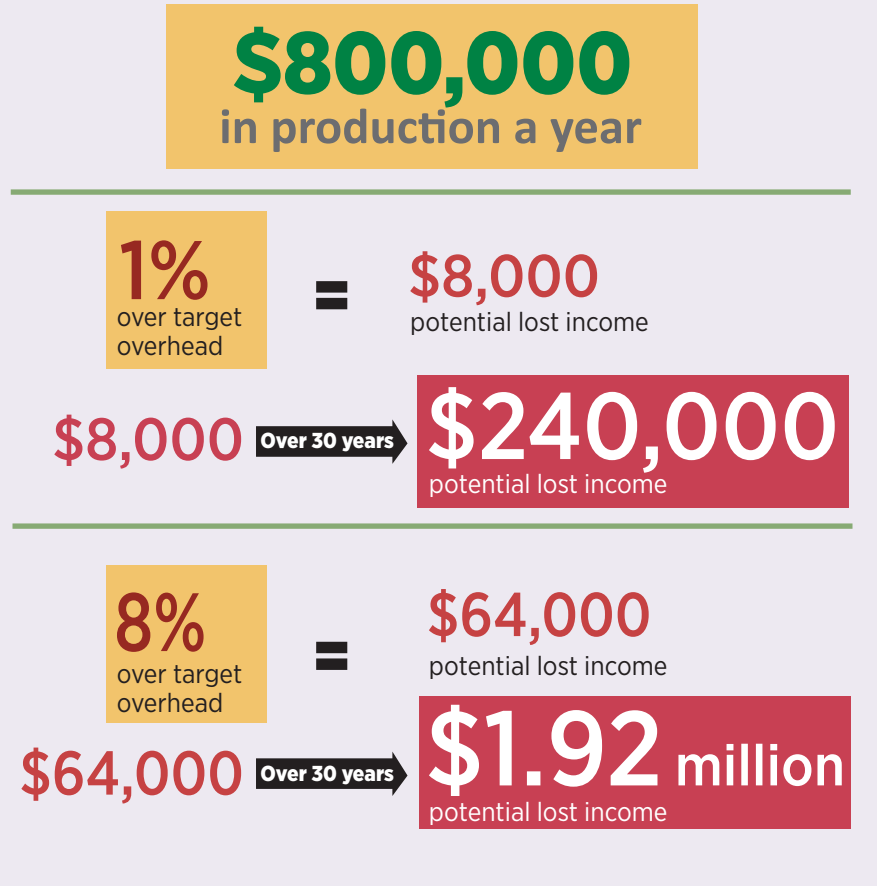 $800,000
in production a year
1%
over target
overhead
=
$8,000
potential lost income
$8,000
Over 30 years
$240,000
potential lost income
8%
over target
overhead
=
$64,000
potential lost income
$64,000
Over 30 years
$1.92 million
potential lost income